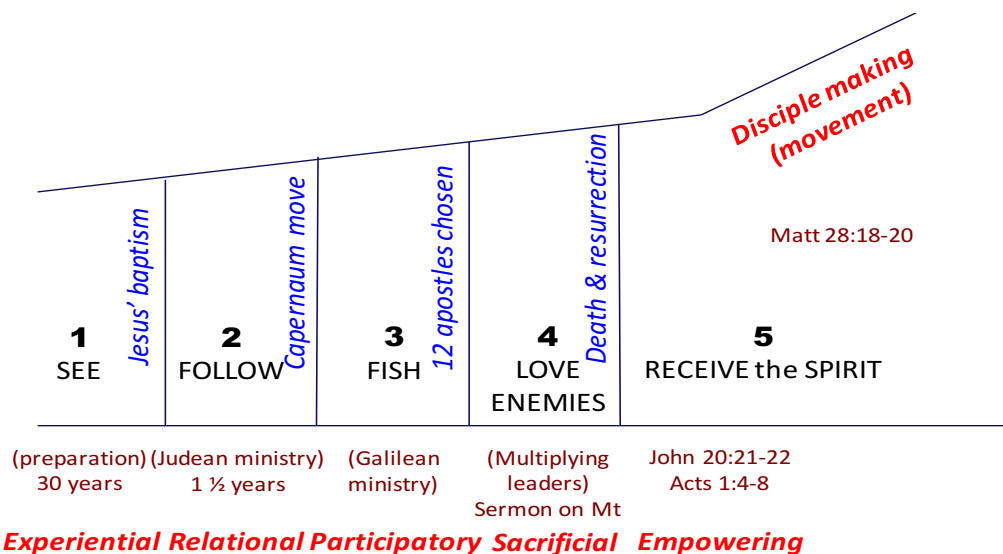 Disciple making
(movement)
Matt 28:18-20
Jesus’ baptism
Capernaum move
12 apostles chosen
Death & resurrection
1
SEE
2
FOLLOW
3
FISH
4
LOVE
ENEMIES
5
RECEIVE the SPIRIT
(preparation)
30 years
(Judean ministry)
1 ½ years
(Galilean
ministry)
(Multiplying
leaders)
Sermon on Mt
John 20:21-22
Acts 1:4-8
Experiential Relational Participatory Sacrificial Empowering